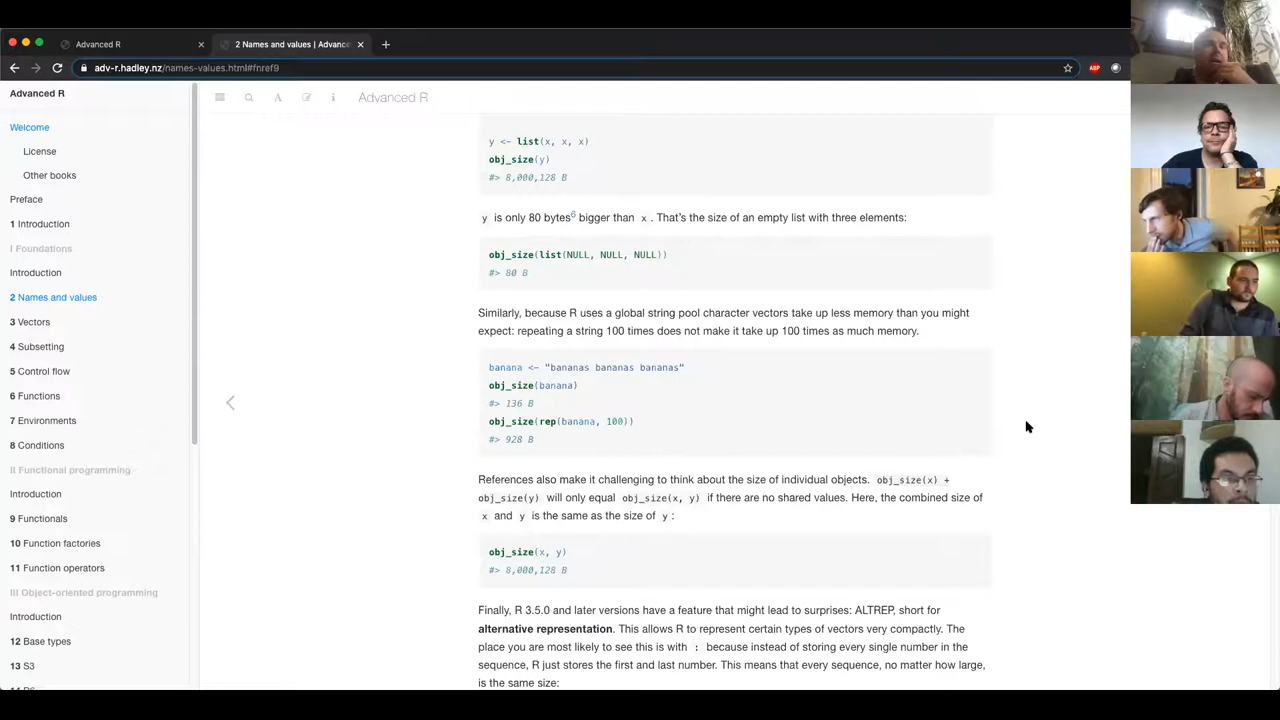 Advanced R
2 Names and values | Advanc
adv-r.hadley.nz/names-values.html#fnref9
ABP
Advanced R
Welcome
License
Other books
Preface
1 Introduction
I Foundations
Introduction
2 Names and values
3 Vectors
4 Subsetting
5 Control flow
6 Functions
7 Environments
8 Conditions
II Functional programming
Introduction
9 Functionals
10 Function factories
11 Function operators
III Object-oriented programming
Introduction
12 Base types
13 S3
Advanced R
y <- list(x, x, x)
obj_size(y)
#> 8,000,128 B
y is only 80 bytes6 bigger than x . That's the size of an empty list with three elements:
obj_size(list(NULL, NULL, NULL))
#> 80 B
Similarly, because R uses a global string pool character vectors take up less memory than you might
expect: repeating a string 100 times does not make it take up 100 times as much memory.
banana <- "bananas bananas bananas"
obj_size(banana)
#> 136 B
obj_size(rep(banana, 100))
#> 928 B
References also make it challenging to think about the size of individual objects. obj_size(x) +
obj_size(y) will only equal obj_size(x, y) if there are no shared values. Here, the combined size of
x and y is the same as the size of y :
obj_size(x, y)
#> 8,000,128 B
Finally, R 3.5.0 and later versions have a feature that might lead to surprises: ALTREP, short for
alternative representation. This allows R to represent certain types of vectors very compactly. The
place you are most likely to see this is with : because instead of storing every single number in the
sequence, R just stores the first and last number. This means that every sequence, no matter how large,
is the same size: